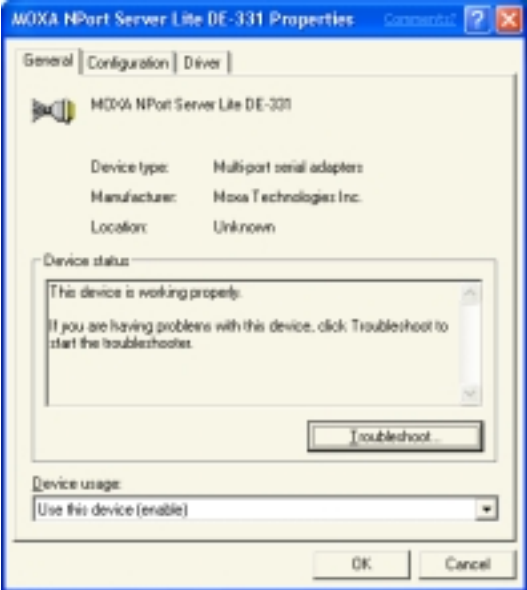 MOXA NPort Server Lite DE-331 Properties
Comments?
General
Configuration
Driver
MOXA NPort Server Lite DE-331
Device type: Multi-port serial adapters
Manufacturer: Moxa Technologies Inc.
Location: Unknown
Device status
This device is working properly.
If you are having problems with this device, click Troubleshoot to
start the troubleshooter.
Troubleshoot...
Device usage:
Use this device (enable)
OK
Cancel